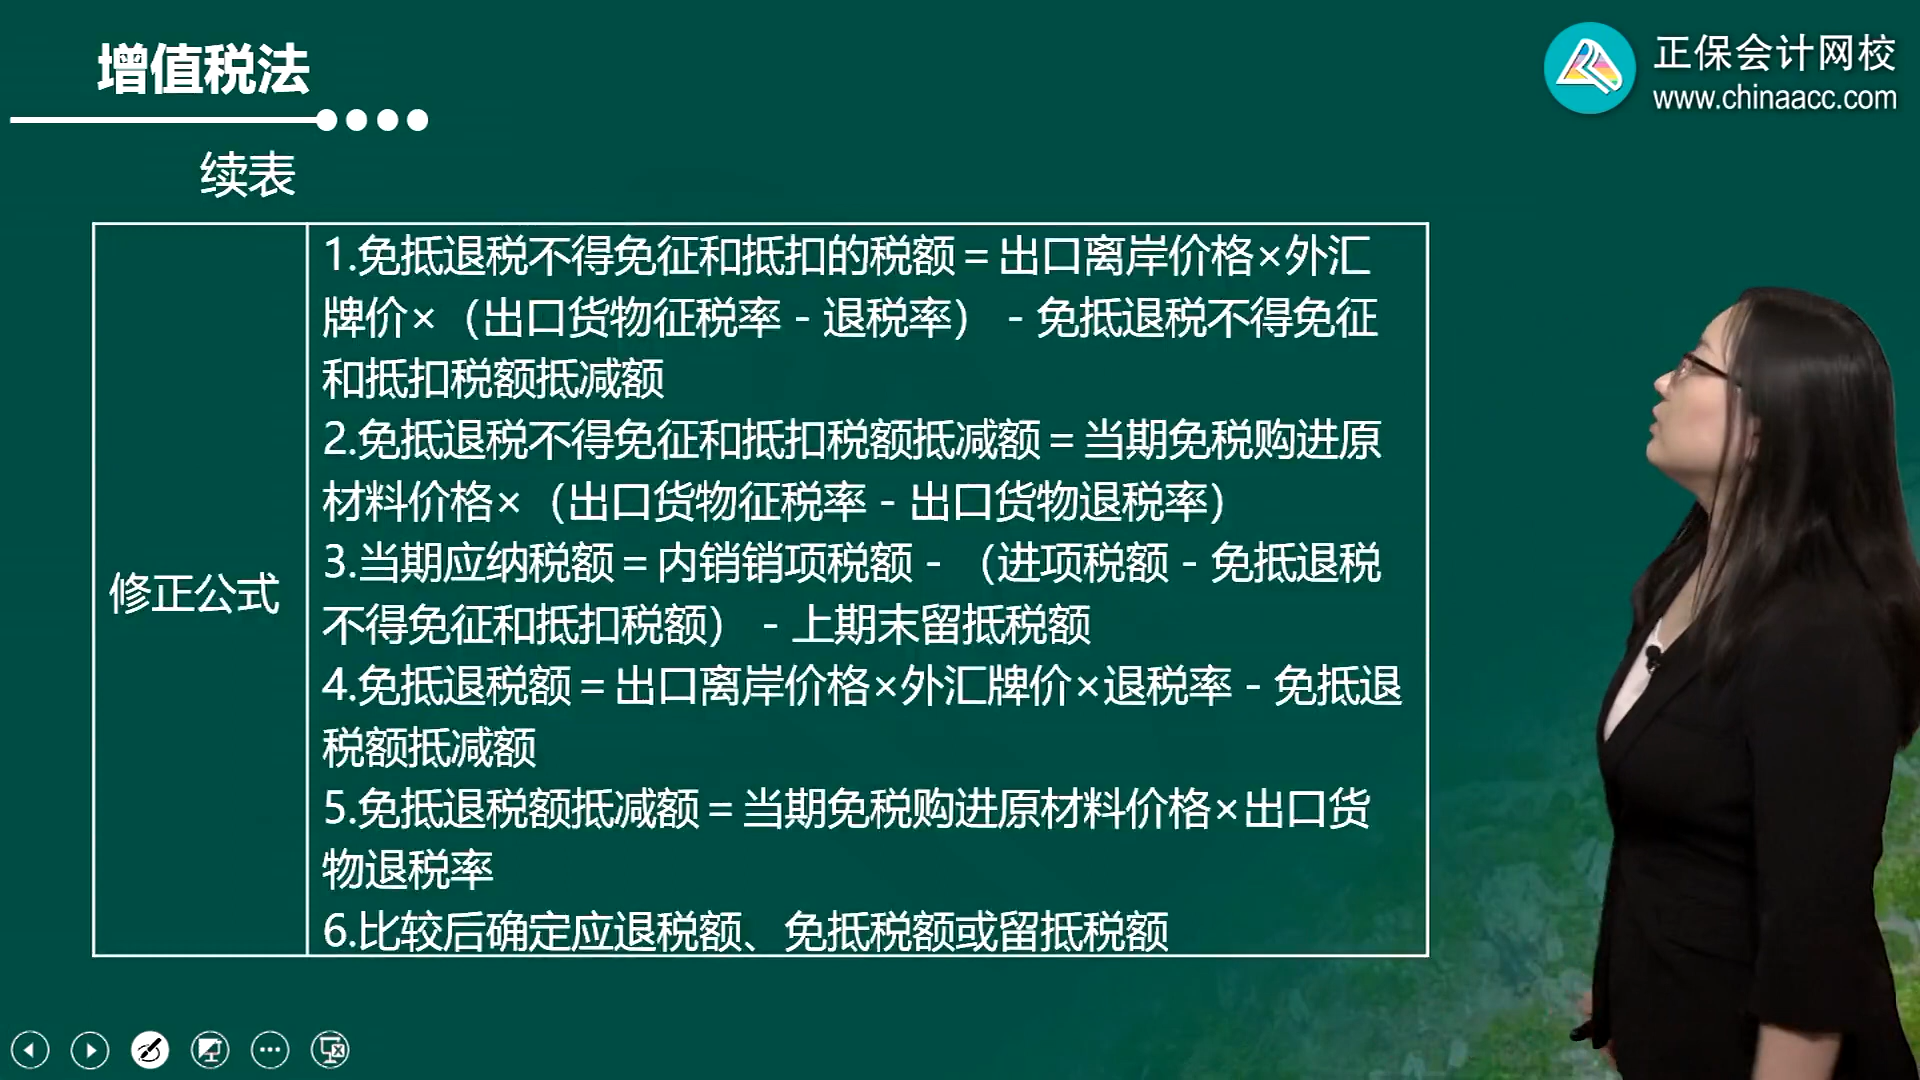 增值税法
正保会计网校
www.chinaacc.com
续表
修正公式
1.免抵退税不得免征和抵扣的税额＝出口离岸价格×外汇
牌价×（出口货物征税率－退税率）－免抵退税不得免征
和抵扣税额抵减额
2.免抵退税不得免征和抵扣税额抵减额＝当期免税购进原
材料价格×（出口货物征税率－出口货物退税率）
3.当期应纳税额＝内销销项税额－（进项税额－免抵退税
不得免征和抵扣税额）－上期末留抵税额
4.免抵退税额＝出口离岸价格×外汇牌价×退税率－免抵退
税额抵减额
5.免抵退税额抵减额＝当期免税购进原材料价格×出口货
物退税率
6.比较后确定应退税额、免抵税额或留抵税额